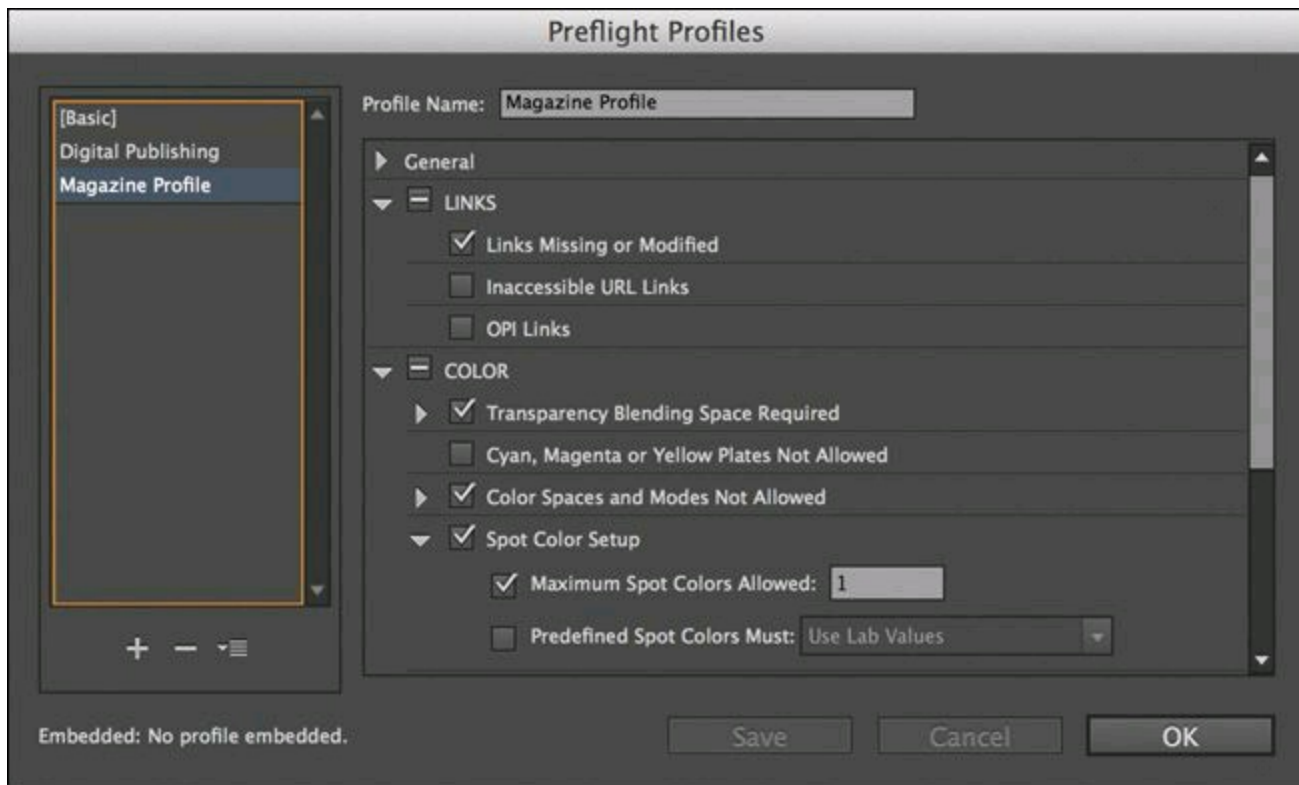 Preflight Profiles
[Basic]
Digital Publishing
Magazine Profile
Profile Name: Magazine Profile
General
LINKS
Links Missing or Modified
Inaccessible URL Links
OPI Links
COLOR
Transparency Blending Space Required
Cyan, Magenta or Yellow Plates Not Allowed
Color Spaces and Modes Not Allowed
Spot Color Setup
Maximum Spot Colors Allowed: 1
Predefined Spot Colors Must: Use Lab Values
Embedded: No profile embedded.
Save Cancel OK